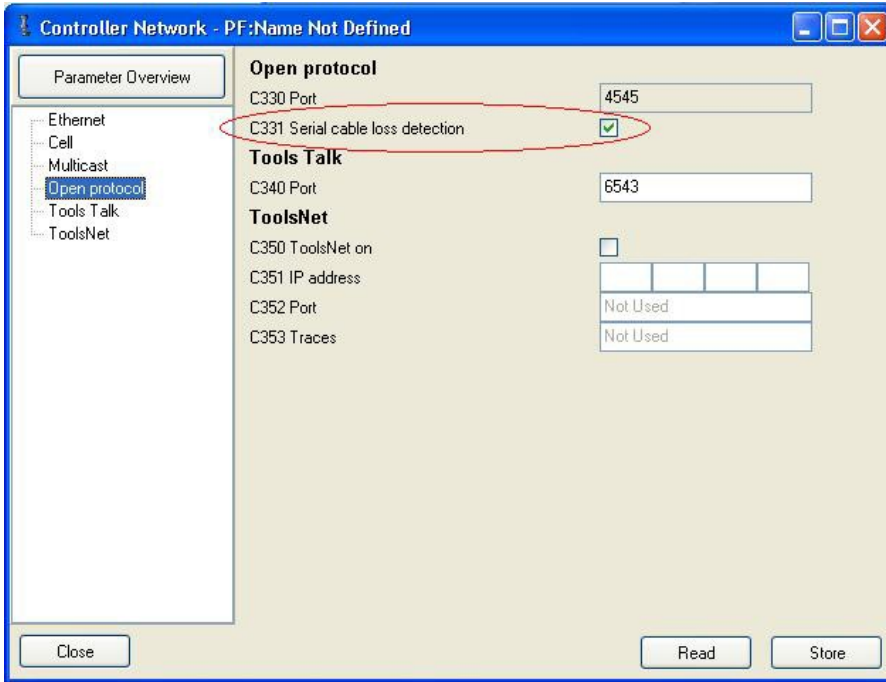 Controller Network - PF:Name Not Defined
Parameter Overview
Ethernet
Cell
Multicast
Open protocol
Tools Talk
ToolsNet
Open protocol
C330 Port 4545
C331 Serial cable loss detection
Tools Talk
C340 Port 6543
ToolsNet
C350 ToolsNet on
C351 IP address
C352 Port Not Used
C353 Traces Not Used
Close Read Store